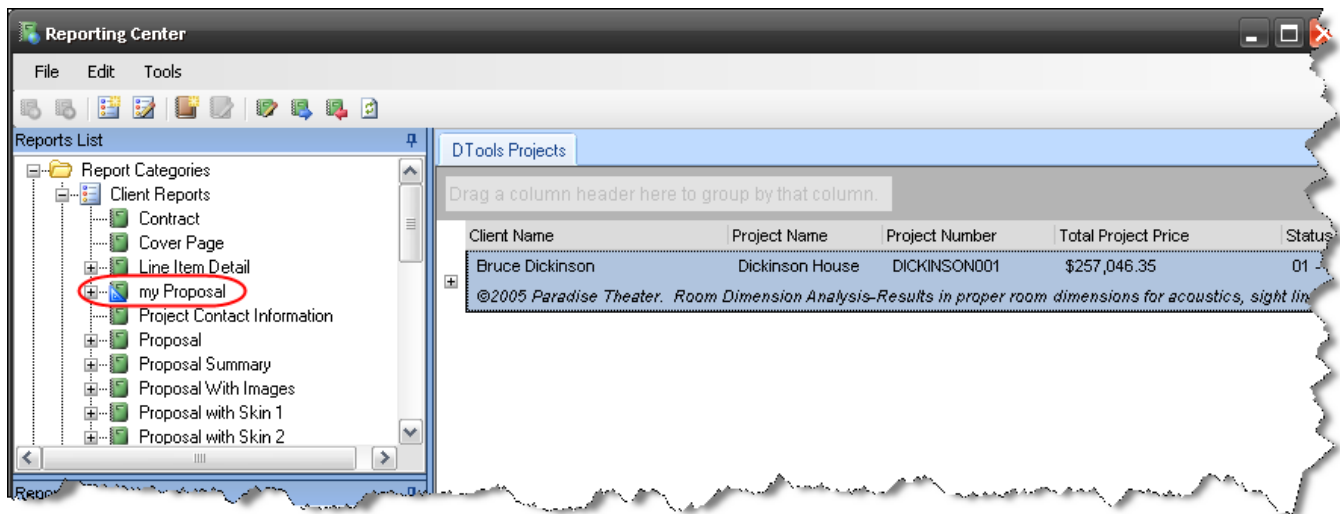 Reporting Center
File Edit Tools
Reports List
Report Categories
Client Reports
Contract
Cover Page
Line Item Detail
my Proposal
Project Contact Information
Proposal
Proposal Summary
Proposal With Images
Proposal with Skin 1
Proposal with Skin 2
DTools Projects
Drag a column header here to group by that column.
Client Name Project Name Project Number Total Project Price Status
Bruce Dickinson Dickinson House DICKINSON001 $257,046.35 01 -
©2005 Paradise Theater. Room Dimension Analysis-Results in proper room dimensions for acoustics, sight